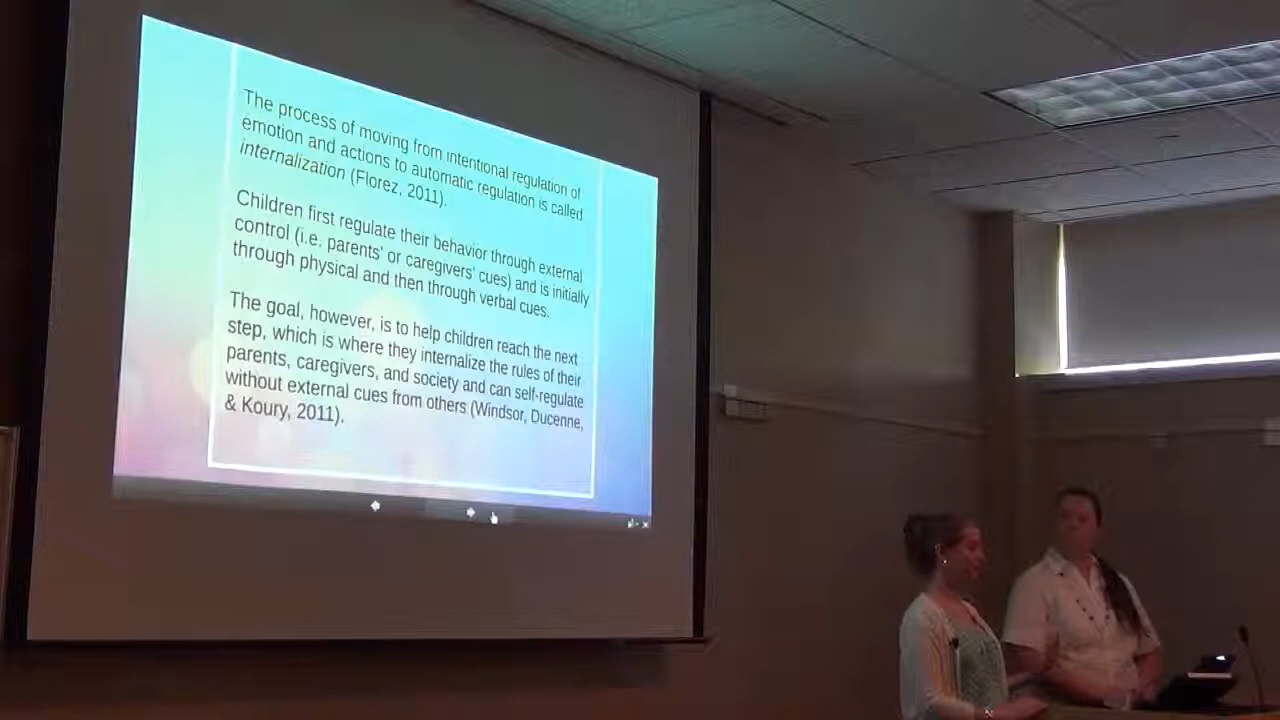 The process of moving from intentional regulation of
emotion and actions to automatic regulation is called
internalization (Florez, 2011).
Children first regulate their behavior through external
control (i.e. parents' or caregivers' cues) and is initially
through physical and then through verbal cues.
The goal, however, is to help children reach the next
step, which is where they internalize the rules of their
parents, caregivers, and society and can self-regulate
without external cues from others (Windsor, Ducenne,
& Koury, 2011).